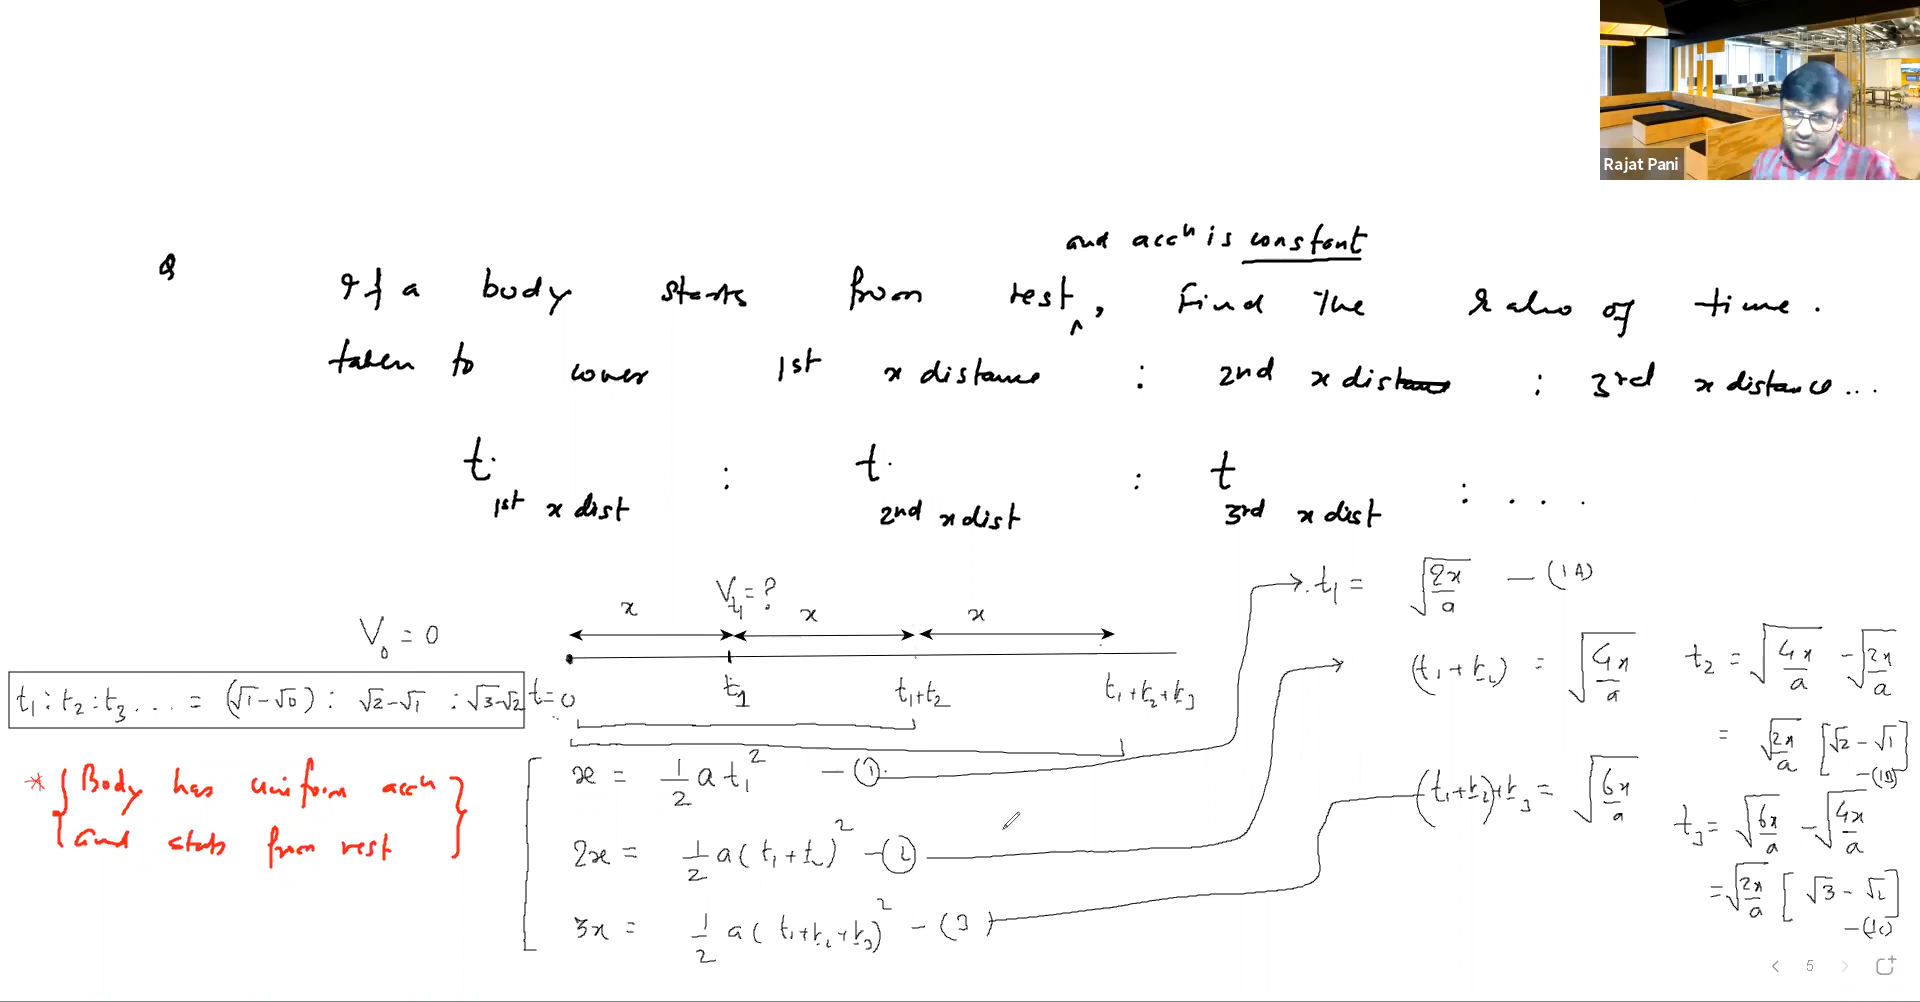 Rajat Pani
and accⁿ is constant
Q If a body starts from rest ^, Find the Ratio of time.
taken to cover 1st x distance : 2nd x distance : 3rd x distance ...
t 1st x dist : t 2nd x dist : t 3rd x dist : . . .
V₀ = 0
x x x
V_t₁ = ?
t=0 t₁ t₁+t₂ t₁+t₂+t₃
t₁ : t₂ : t₃ ... = (√1-√0) : √2-√1 : √3-√2
* { Body has uniform accⁿ
and starts from rest }
x = 1/2 a t₁² - (1)
2x = 1/2 a (t₁+t₂)² - (2)
3x = 1/2 a (t₁+t₂+t₃)² - (3)
t₁ = √(2x/a) — (1A)
(t₁+t₂) = √(4x/a)
(t₁+t₂)+t₃ = √(6x/a)
t₂ = √(4x/a) - √(2x/a)
= √(2x/a) [√2 - √1]
- (1B)
t₃ = √(6x/a) - √(4x/a)
= √(2x/a) [√3 - √2]
- (1C)
< 5 >